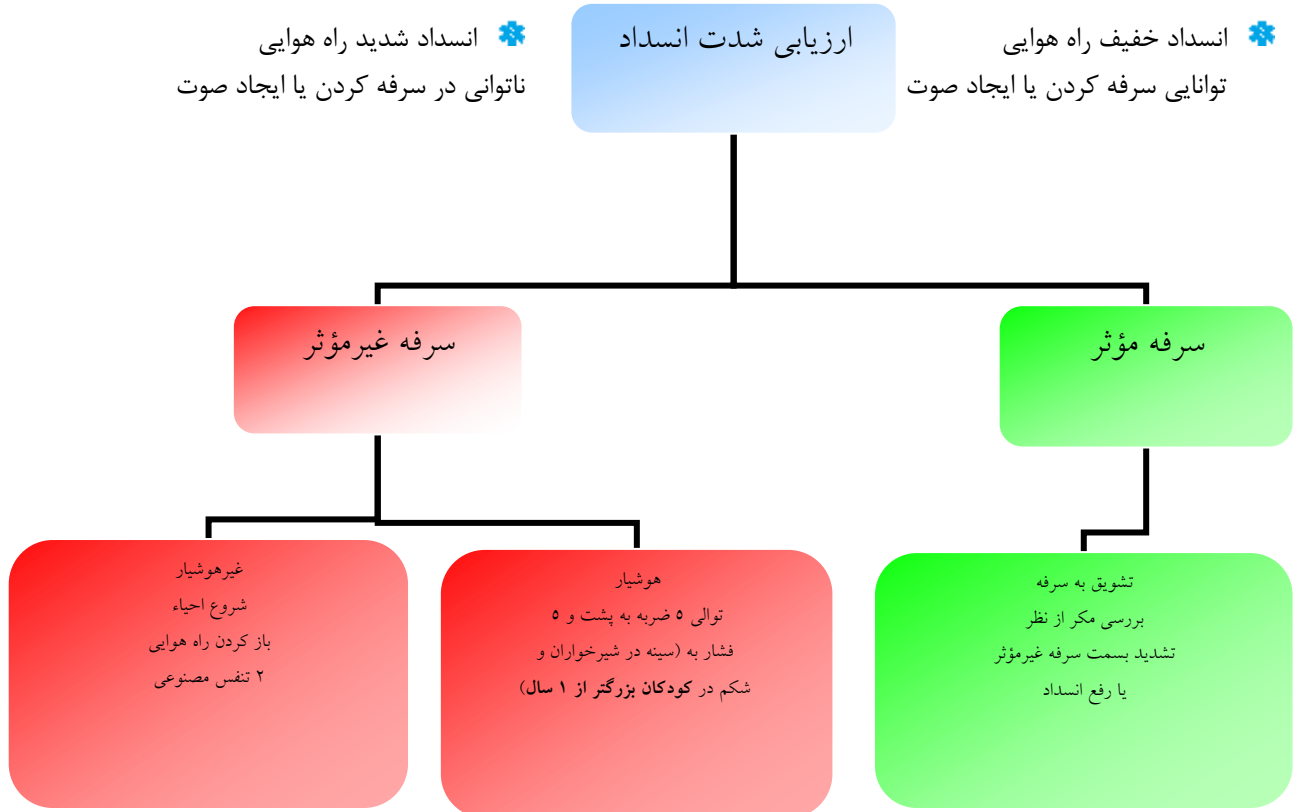 انسداد خفیف راه هوایی
توانایی سرفه کردن یا ایجاد صوت
ارزیابی شدت انسداد
انسداد شدید راه هوایی
ناتوانی در سرفه کردن یا ایجاد صوت
سرفه مؤثر
سرفه غیرمؤثر
تشویق به سرفه
بررسی مکر از نظر
تشدید بسمت سرفه غیرمؤثر
یا رفع انسداد
هوشیار
توالی ۵ ضربه به پشت و ۵
فشار به (سینه در شیرخواران و
شکم در کودکان بزرگتر از ۱ سال)
غیرهوشیار
شروع احیاء
باز کردن راه هوایی
۲ تنفس مصنوعی